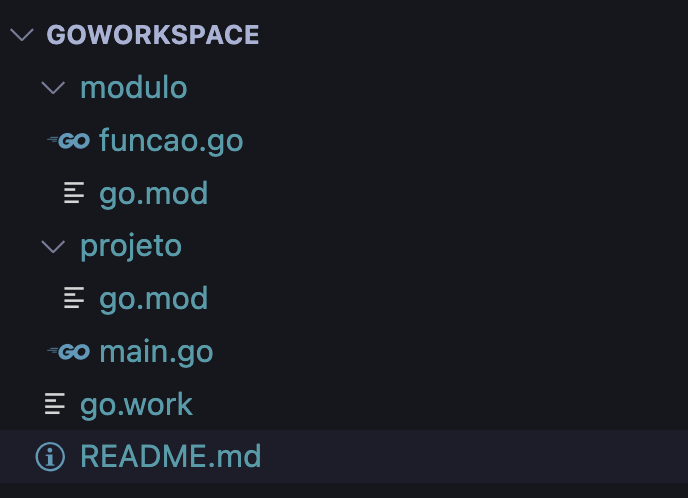 GOWORKSPACE
modulo
GO funcao.go
go.mod
projeto
go.mod
GO main.go
go.work
README.md